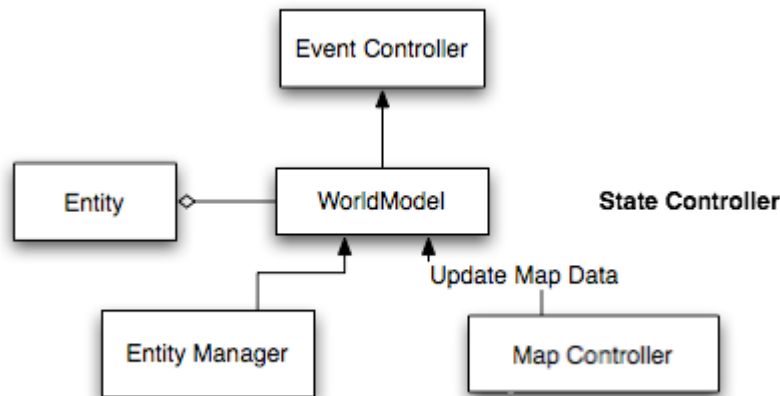 Event Controller
Entity
WorldModel
State Controller
Update Map Data
Entity Manager
Map Controller